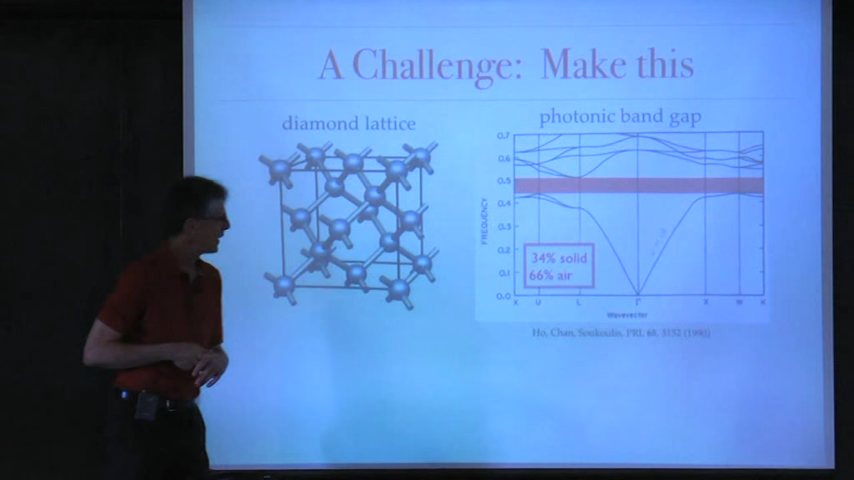 A Challenge: Make this
diamond lattice
photonic band gap
FREQUENCY
0.7
0.6
0.5
0.4
0.3
0.2
0.1
0.0
34% solid
66% air
X U L Γ X W K
Wavevector
Ho, Chan, Soukoulis, PRL 65, 3152 (1990)